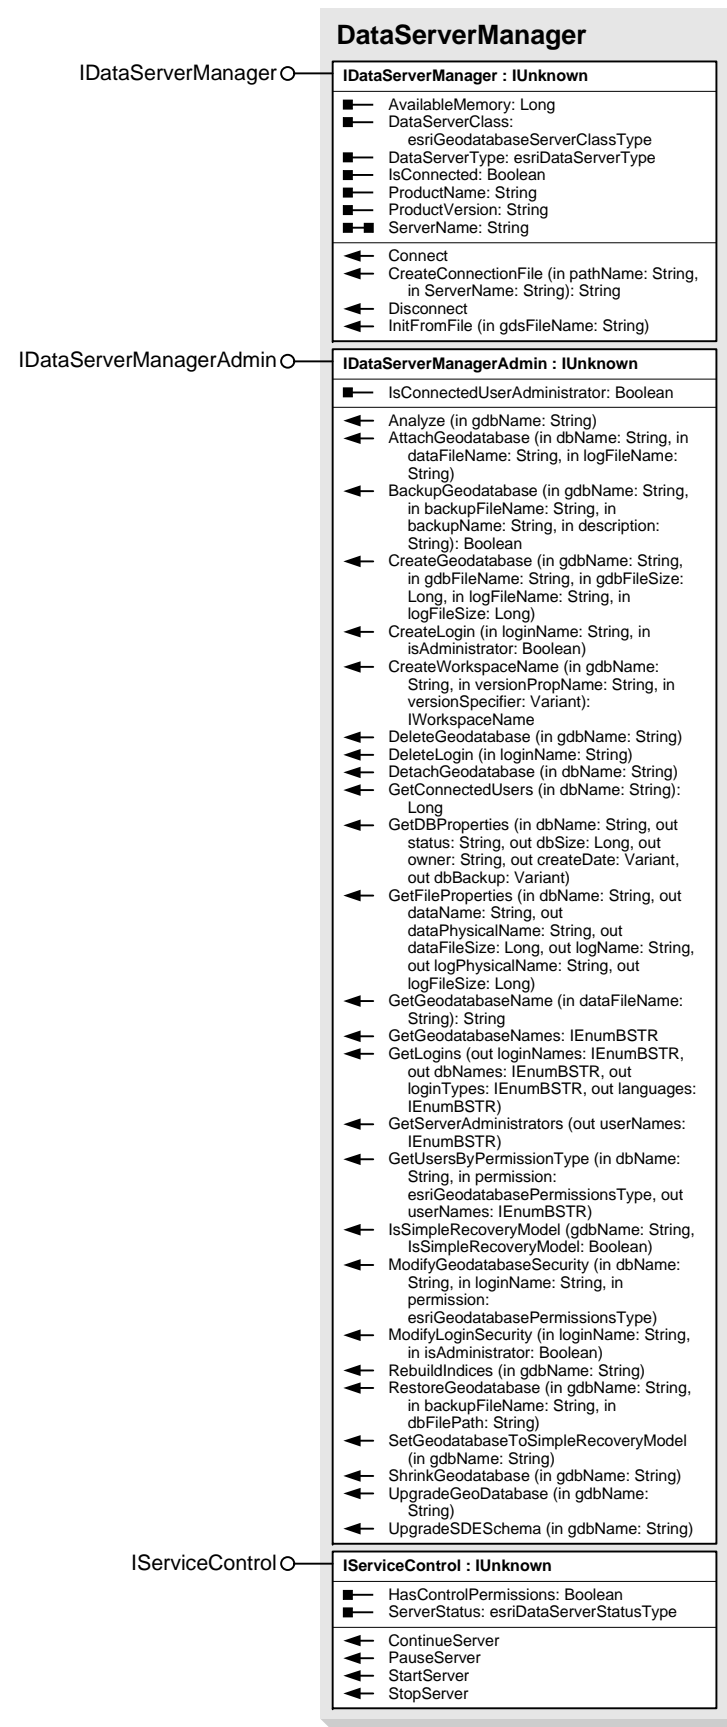 DataServerManager
IDataServerManager
IDataServerManager : IUnknown
AvailableMemory: Long
DataServerClass:
esriGeodatabaseServerClassType
DataServerType: esriDataServerType
IsConnected: Boolean
ProductName: String
ProductVersion: String
ServerName: String
Connect
CreateConnectionFile (in pathName: String,
in ServerName: String): String
Disconnect
InitFromFile (in gdsFileName: String)
IDataServerManagerAdmin
IDataServerManagerAdmin : IUnknown
IsConnectedUserAdministrator: Boolean
Analyze (in gdbName: String)
AttachGeodatabase (in dbName: String, in
dataFileName: String, in logFileName:
String)
BackupGeodatabase (in gdbName: String,
in backupFileName: String, in
backupName: String, in description:
String): Boolean
CreateGeodatabase (in gdbName: String,
in gdbFileName: String, in gdbFileSize:
Long, in logFileName: String, in
logFileSize: Long)
CreateLogin (in loginName: String, in
isAdministrator: Boolean)
CreateWorkspaceName (in gdbName:
String, in versionPropName: String, in
versionSpecifier: Variant):
IWorkspaceName
DeleteGeodatabase (in gdbName: String)
DeleteLogin (in loginName: String)
DetachGeodatabase (in dbName: String)
GetConnectedUsers (in dbName: String):
Long
GetDBProperties (in dbName: String, out
status: String, out dbSize: Long, out
owner: String, out createDate: Variant,
out dbBackup: Variant)
GetFileProperties (in dbName: String, out
dataName: String, out
dataPhysicalName: String, out
dataFileSize: Long, out logName: String,
out logPhysicalName: String, out
logFileSize: Long)
GetGeodatabaseName (in dataFileName:
String): String
GetGeodatabaseNames: IEnumBSTR
GetLogins (out loginNames: IEnumBSTR,
out dbNames: IEnumBSTR, out
loginTypes: IEnumBSTR, out languages:
IEnumBSTR)
GetServerAdministrators (out userNames:
IEnumBSTR)
GetUsersByPermissionType (in dbName:
String, in permission:
esriGeodatabasePermissionsType, out
userNames: IEnumBSTR)
IsSimpleRecoveryModel (gdbName: String,
IsSimpleRecoveryModel: Boolean)
ModifyGeodatabaseSecurity (in dbName:
String, in loginName: String, in
permission:
esriGeodatabasePermissionsType)
ModifyLoginSecurity (in loginName: String,
in isAdministrator: Boolean)
RebuildIndices (in gdbName: String)
RestoreGeodatabase (in gdbName: String,
in backupFileName: String, in
dbFilePath: String)
SetGeodatabaseToSimpleRecoveryModel
(in gdbName: String)
ShrinkGeodatabase (in gdbName: String)
UpgradeGeoDatabase (in gdbName:
String)
UpgradeSDESchema (in gdbName: String)
IServiceControl
IServiceControl : IUnknown
HasControlPermissions: Boolean
ServerStatus: esriDataServerStatusType
ContinueServer
PauseServer
StartServer
StopServer